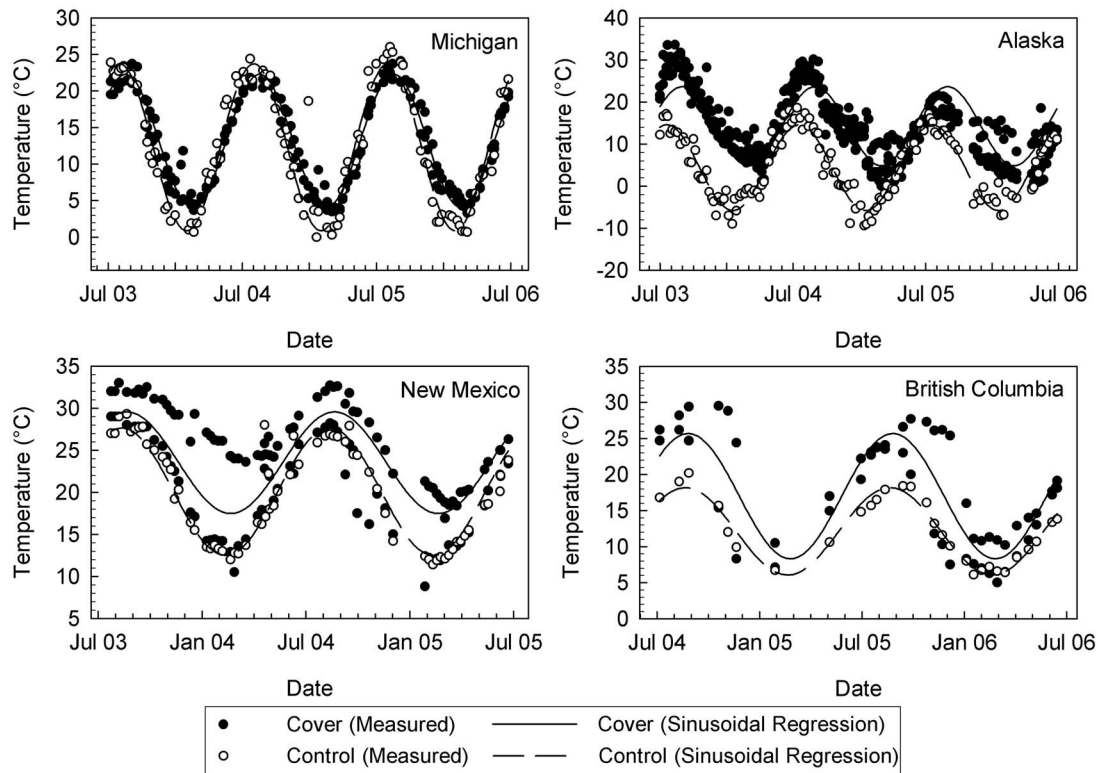 Michigan
Temperature (°C)
30
25
20
15
10
5
0
Jul 03
Jul 04
Jul 05
Jul 06
Date
Alaska
Temperature (°C)
40
30
20
10
0
-10
-20
Jul 03
Jul 04
Jul 05
Jul 06
Date
New Mexico
Temperature (°C)
35
30
25
20
15
10
5
Jul 03
Jan 04
Jul 04
Jan 05
Jul 05
Date
British Columbia
Temperature (°C)
40
35
30
25
20
15
10
5
0
Jul 04
Jan 05
Jul 05
Jan 06
Jul 06
Date
Cover (Measured)
Cover (Sinusoidal Regression)
Control (Measured)
Control (Sinusoidal Regression)